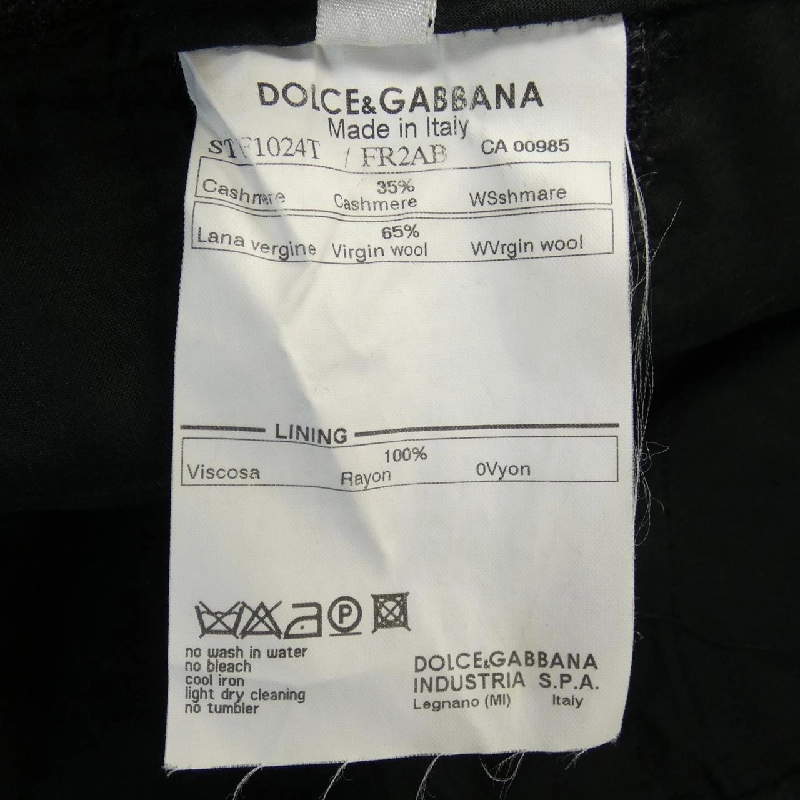 DOLCE&GABBANA
Made in Italy
STF1024T / FR2AB CA 00985
35%
Cashmere Cashmere WSshmare
65%
Lana vergine Virgin wool WVrgin wool
LINING
100%
Viscosa Rayon 0Vyon
P
no wash in water
no bleach
cool iron
light dry cleaning
no tumbler
DOLCE&GABBANA
INDUSTRIA S.P.A.
Legnano (MI) Italy